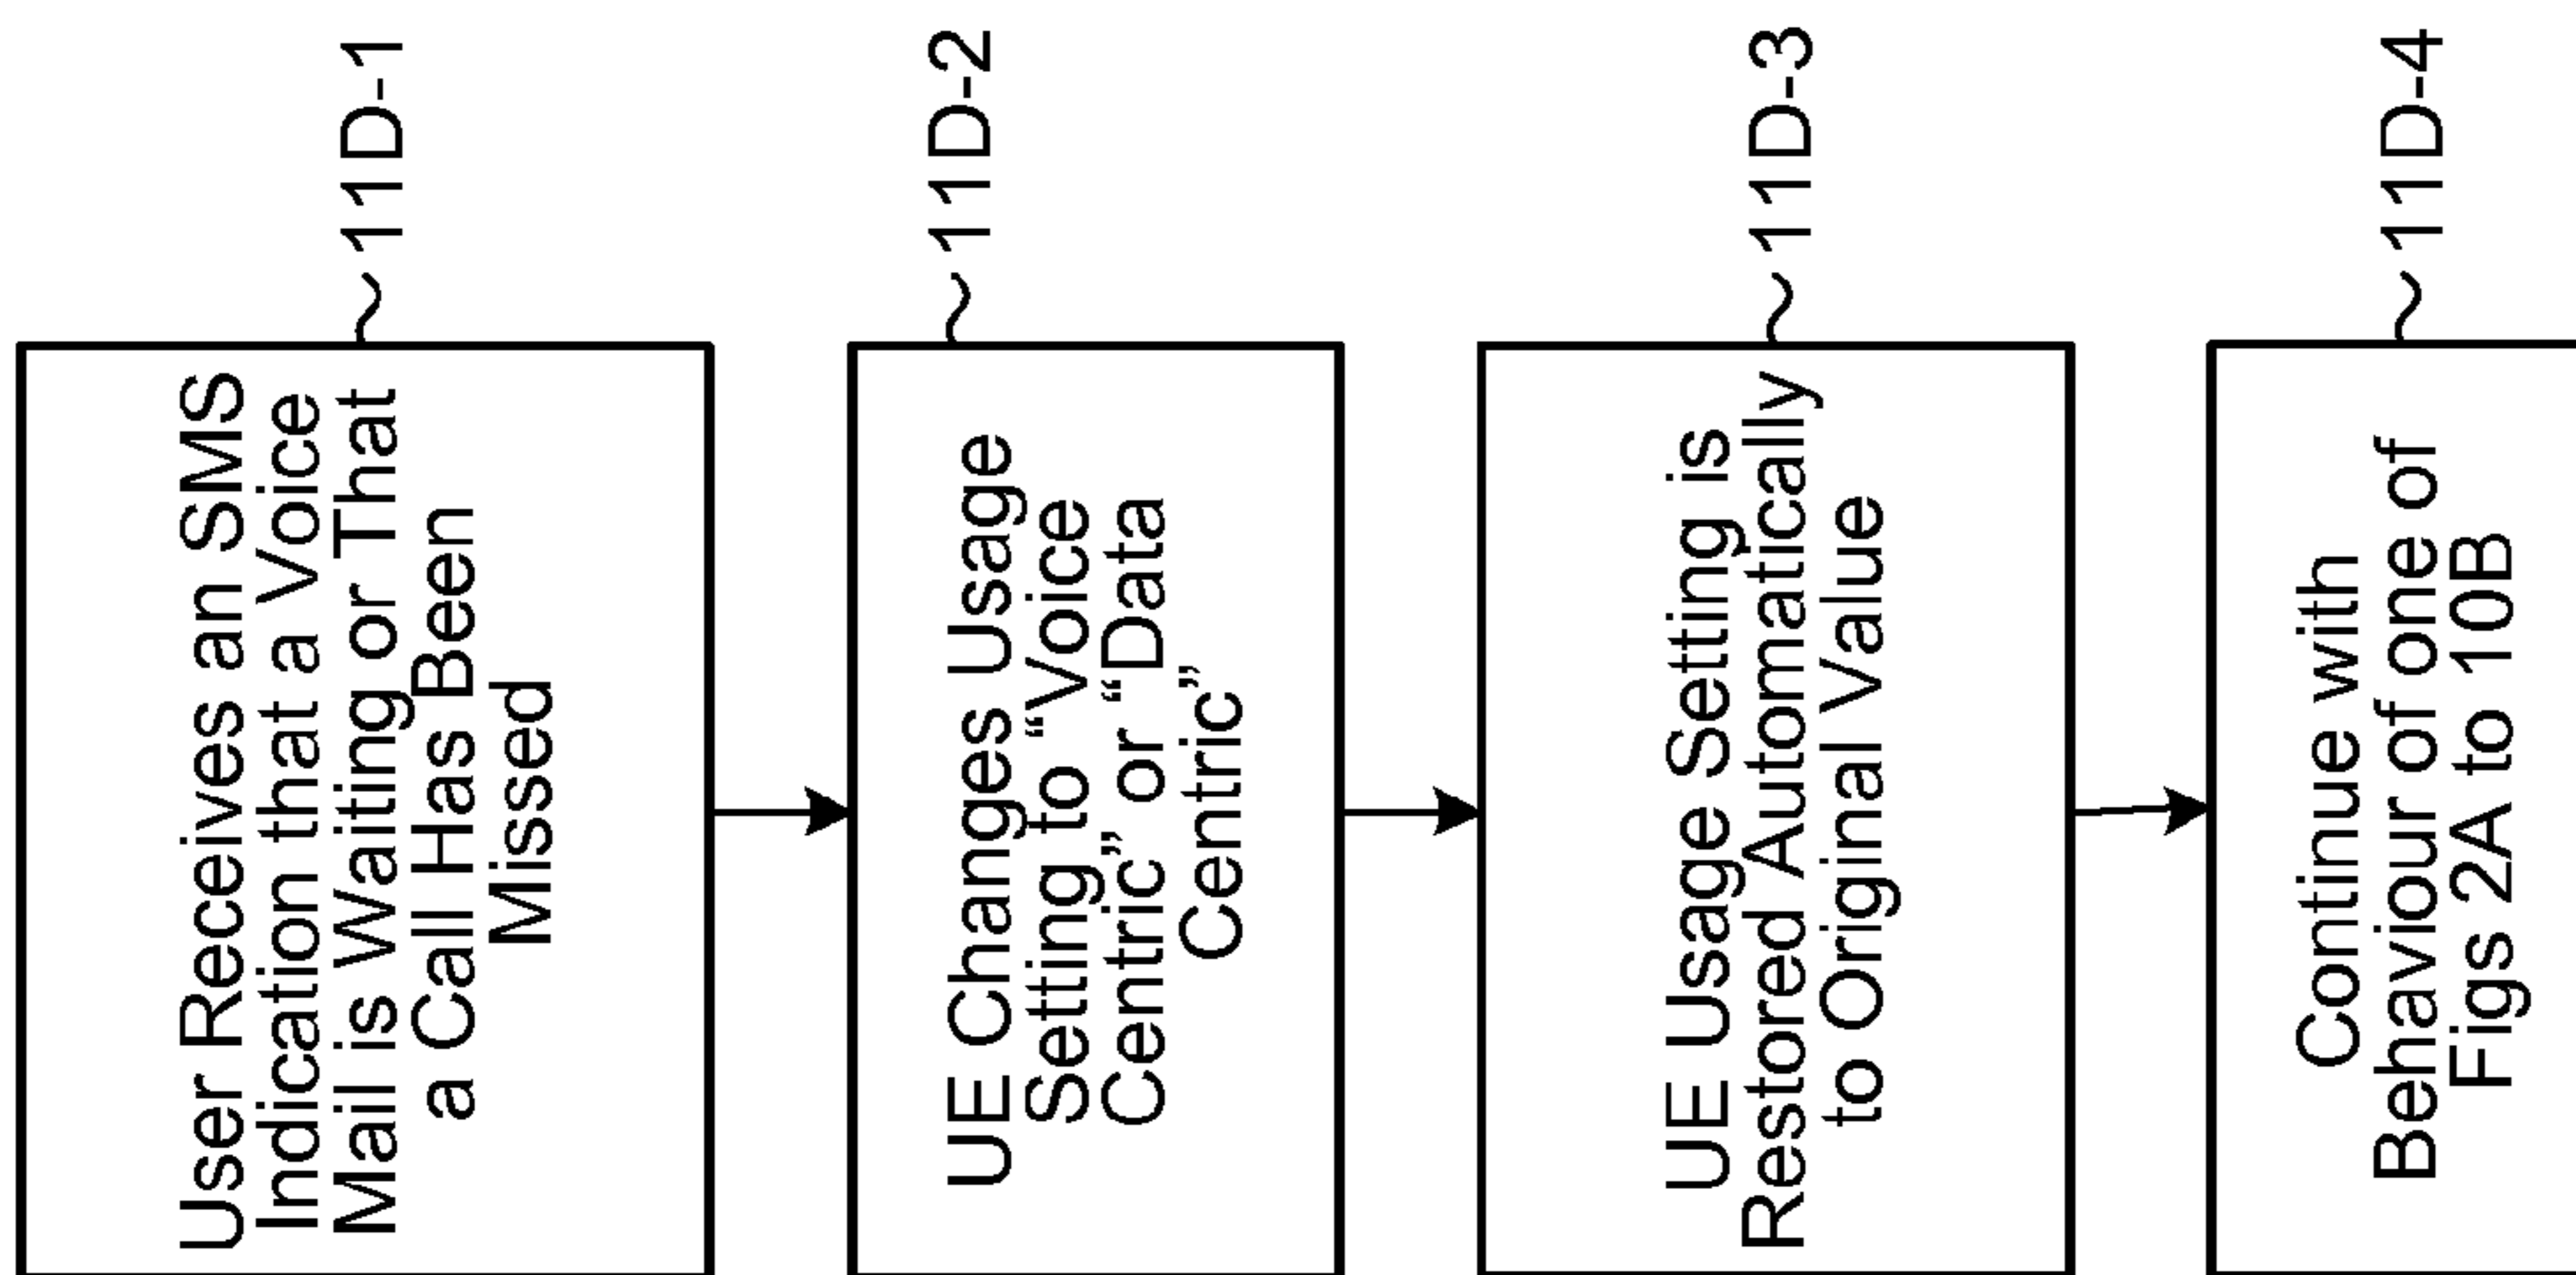 User Receives an SMS
Indication that a Voice
Mail is Waiting or That
a Call Has Been
Missed
11D-1
UE Changes Usage
Setting to “Voice
Centric” or “Data
Centric”
11D-2
UE Usage Setting is
Restored Automatically
to Original Value
11D-3
Continue with
Behaviour of one of
Figs 2A to 10B
11D-4